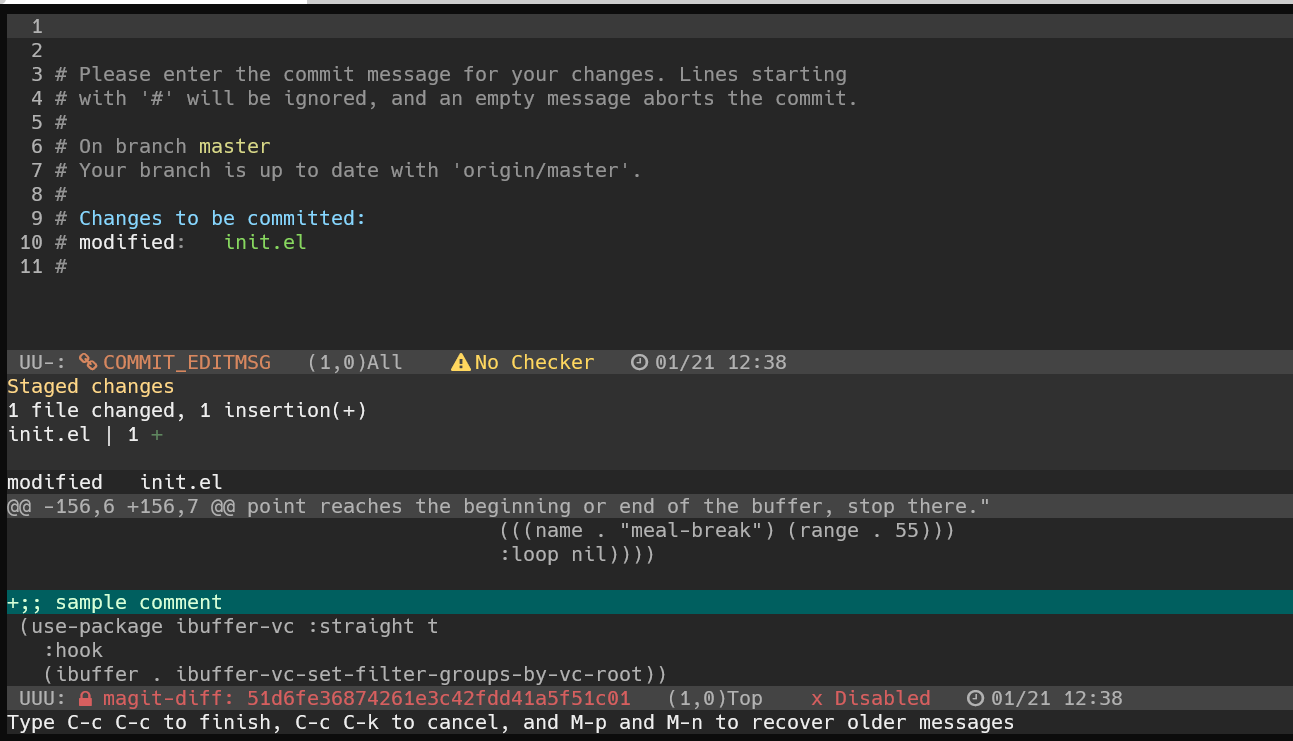 1
2
3 # Please enter the commit message for your changes. Lines starting
4 # with '#' will be ignored, and an empty message aborts the commit.
5 #
6 # On branch master
7 # Your branch is up to date with 'origin/master'.
8 #
9 # Changes to be committed:
10 # modified:   init.el
11 #
UU-: COMMIT_EDITMSG   (1,0)All   No Checker   01/21 12:38
Staged changes
1 file changed, 1 insertion(+)
init.el | 1 +
modified   init.el
@@ -156,6 +156,7 @@ point reaches the beginning or end of the buffer, stop there."
(((name . "meal-break") (range . 55)))
:loop nil))))
+;; sample comment
(use-package ibuffer-vc :straight t
:hook
(ibuffer . ibuffer-vc-set-filter-groups-by-vc-root))
UUU: magit-diff: 51d6fe36874261e3c42fdd41a5f51c01   (1,0)Top   x Disabled   01/21 12:38
Type C-c C-c to finish, C-c C-k to cancel, and M-p and M-n to recover older messages